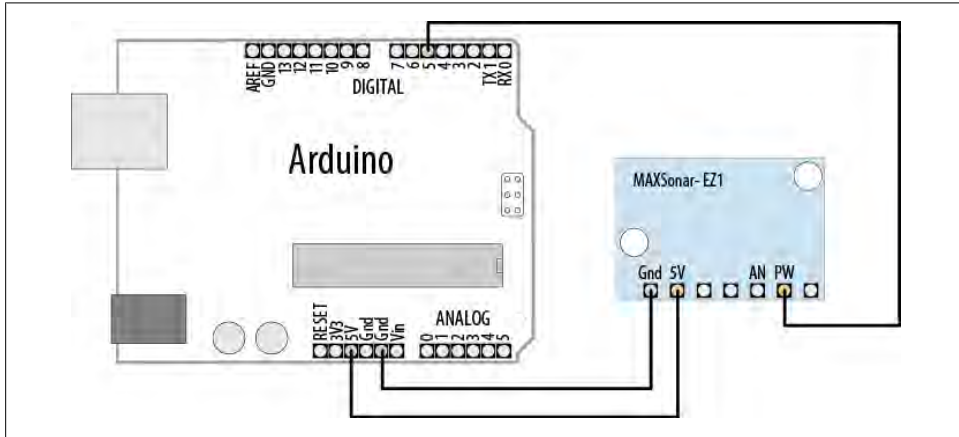 AREF
GND
13
12
11
10
9
8
7
6
5
4
3
2
TX 1
RX 0
DIGITAL
Arduino
MAXSonar- EZ1
Gnd 5V AN PW
RESET
3V3
5V
Gnd
Gnd
Vin
ANALOG
0
1
2
3
4
5